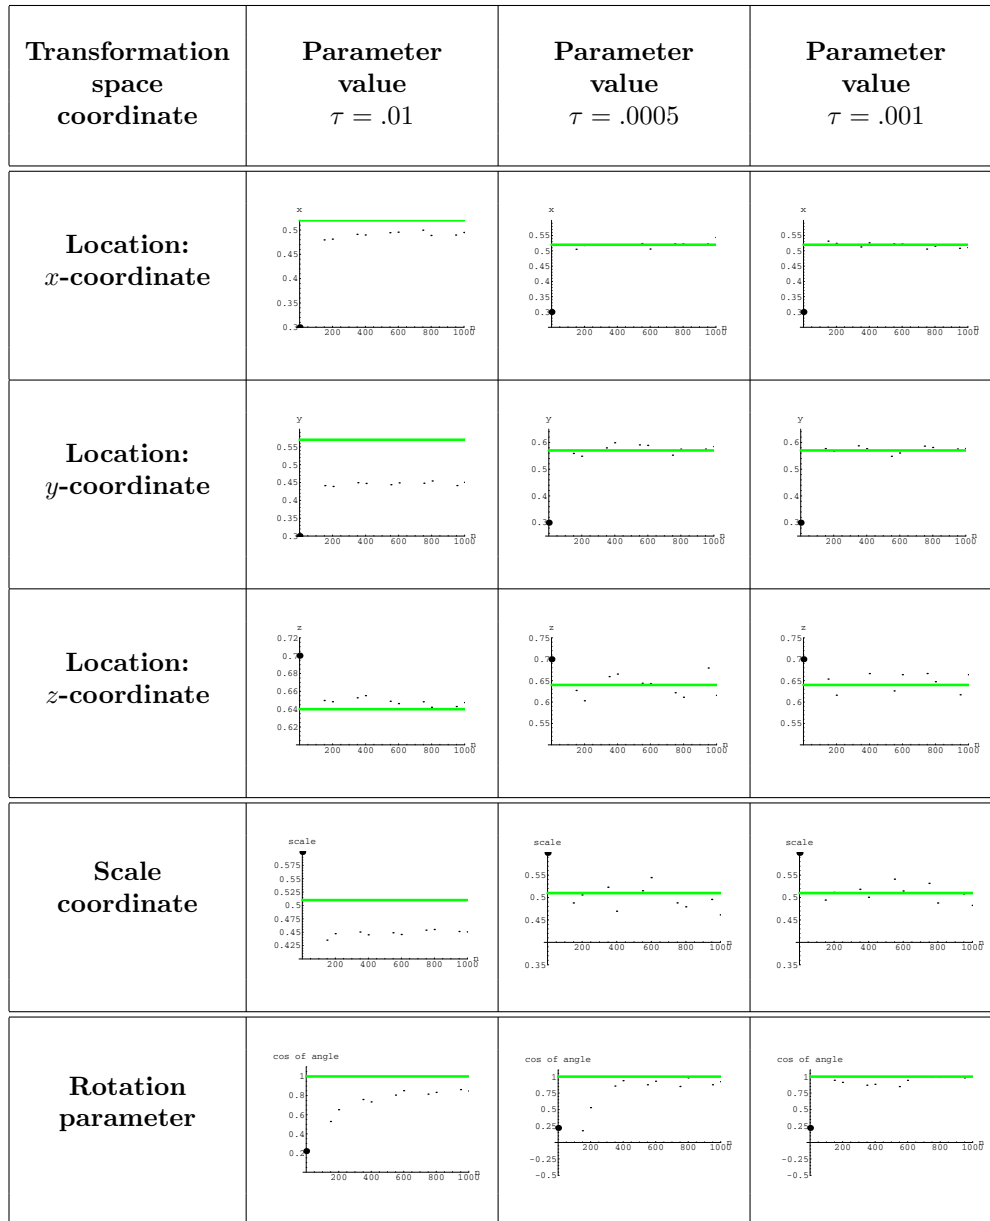 Transformation
space
coordinate
Parameter
value
τ = .01
Parameter
value
τ = .0005
Parameter
value
τ = .001
Location:
x-coordinate
x
0.5
0.45
0.4
0.35
0.3
200 400 600 800 1000 n
x
0.55
0.5
0.45
0.4
0.35
0.3
200 400 600 800 1000 n
x
0.55
0.5
0.45
0.4
0.35
0.3
200 400 600 800 1000 n
Location:
y-coordinate
y
0.55
0.5
0.45
0.4
0.35
0.3
200 400 600 800 1000 n
y
0.6
0.5
0.4
0.3
200 400 600 800 1000 n
y
0.6
0.5
0.4
0.3
200 400 600 800 1000 n
Location:
z-coordinate
z
0.72
0.7
0.68
0.66
0.64
0.62
200 400 600 800 1000 n
z
0.75
0.7
0.65
0.6
0.55
200 400 600 800 1000 n
z
0.75
0.7
0.65
0.6
0.55
200 400 600 800 1000 n
Scale
coordinate
scale
0.575
0.55
0.525
0.5
0.475
0.45
0.425
200 400 600 800 1000 n
scale
0.55
0.5
0.45
200 400 600 800 1000 n
0.35
scale
0.55
0.5
0.45
200 400 600 800 1000 n
0.35
Rotation
parameter
cos of angle
1
0.8
0.6
0.4
0.2
200 400 600 800 1000 n
cos of angle
1
0.75
0.5
0.25
200 400 600 800 1000 n
-0.25
-0.5
cos of angle
1
0.75
0.5
0.25
200 400 600 800 1000 n
-0.25
-0.5